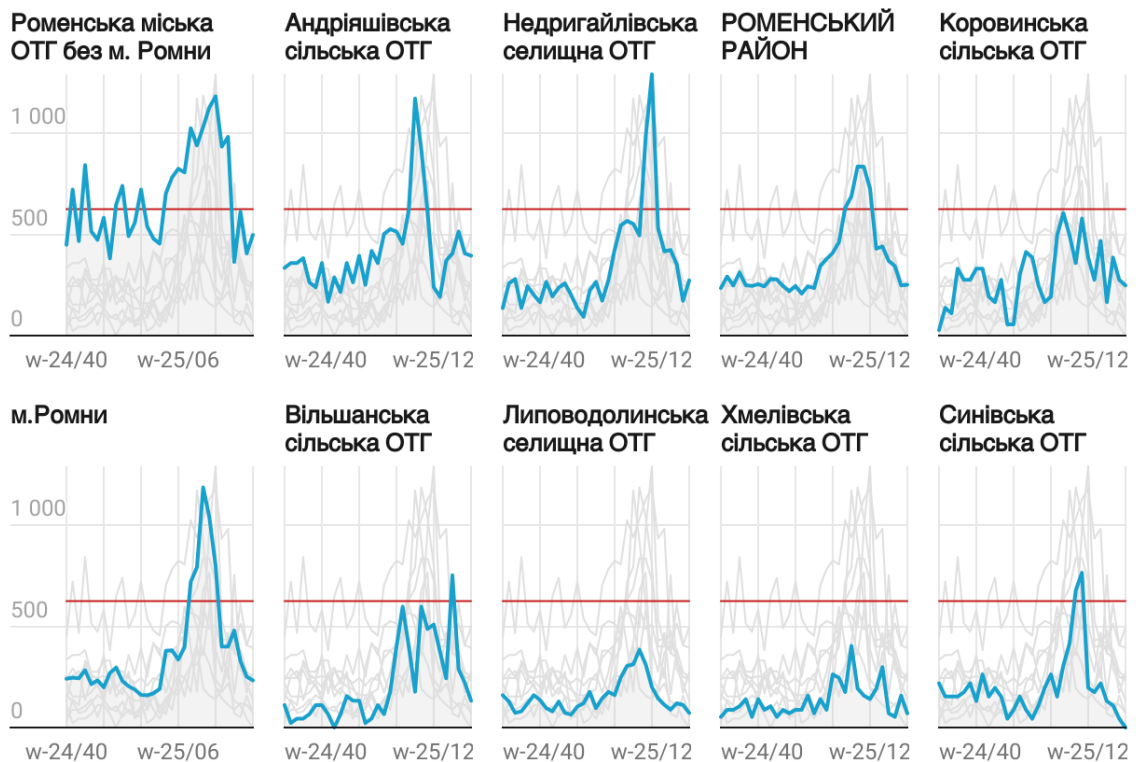 Роменська міська
ОТГ без м. Ромни
Андріяшівська
сільська ОТГ
Недригайлівська
селищна ОТГ
РОМЕНСЬКИЙ
РАЙОН
Коровинська
сільська ОТГ
1 000
500
0
w-24/40
w-25/06
w-24/40
w-25/12
w-24/40
w-25/12
w-24/40
w-25/12
w-24/40
w-25/12
м.Ромни
Вільшанська
сільська ОТГ
Липоводолинська
селищна ОТГ
Хмелівська
сільська ОТГ
Синівська
сільська ОТГ
1 000
500
0
w-24/40
w-25/06
w-24/40
w-25/12
w-24/40
w-25/12
w-24/40
w-25/12
w-24/40
w-25/12